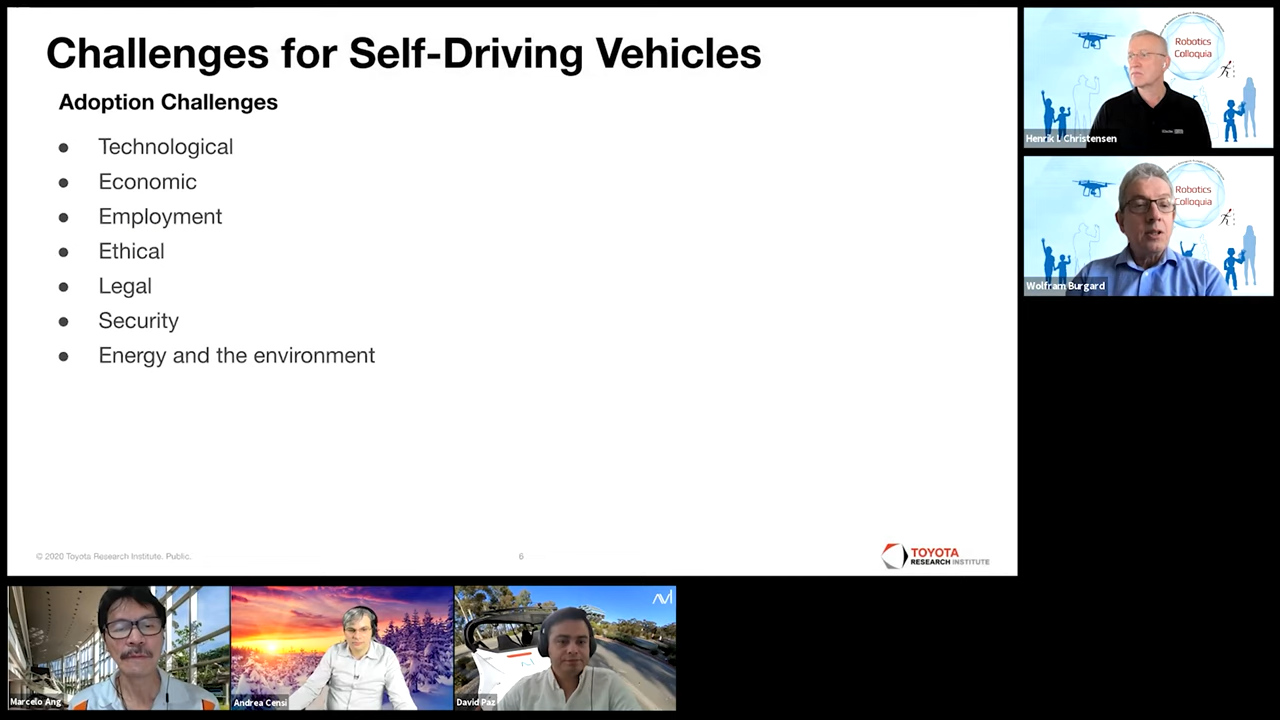 Challenges for Self-Driving Vehicles
Adoption Challenges
● Technological
● Economic
● Employment
● Ethical
● Legal
● Security
● Energy and the environment
© 2020 Toyota Research Institute. Public.
6
TOYOTA
RESEARCH INSTITUTE
Robotics
Colloquia
Henrik I Christensen
Robotics
Colloquia
Wolfram Burgard
Marcelo Ang
Andrea Censi
David Paz